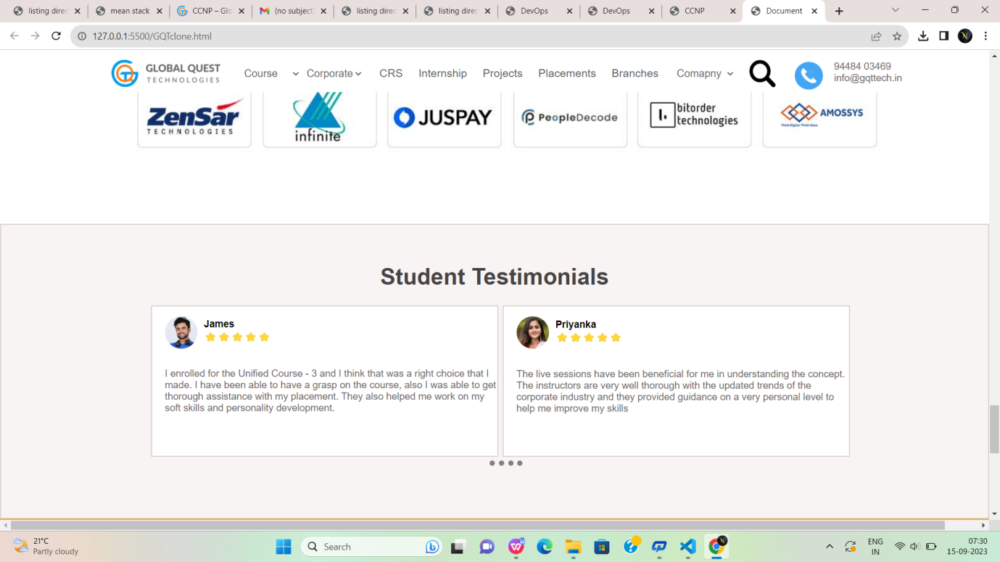 listing direc
mean stack
CCNP – Glo
(no subject)
listing direc
listing direc
DevOps
DevOps
CCNP
Document
127.0.0.1:5500/GQTclone.html
GLOBAL QUEST
TECHNOLOGIES
Course
Corporate
CRS
Internship
Projects
Placements
Branches
Comapny
94484 03469
info@gqttech.in
ZenSar
TECHNOLOGIES
infinite
JUSPAY
PeopleDecode
bitorder
technologies
AMOSSYS
Think Digital. Think Value
Student Testimonials
James
I enrolled for the Unified Course - 3 and I think that was a right choice that I
made. I have been able to have a grasp on the course, also I was able to get
thorough assistance with my placement. They also helped me work on my
soft skills and personality development.
Priyanka
The live sessions have been beneficial for me in understanding the concept.
The instructors are very well thorough with the updated trends of the
corporate industry and they provided guidance on a very personal level to
help me improve my skills
21°C
Partly cloudy
Search
ENG
IN
07:30
15-09-2023